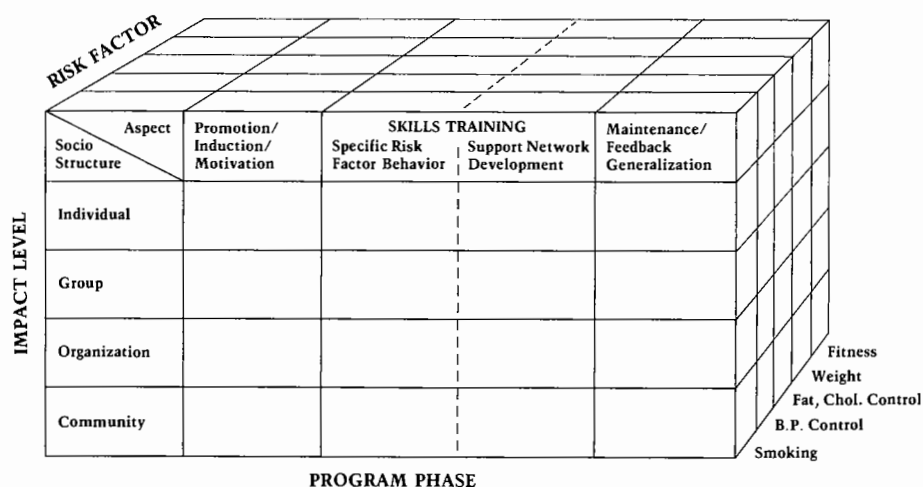 RISK FACTOR
Aspect
Socio
Structure
Promotion/
Induction/
Motivation
SKILLS TRAINING
Specific Risk
Factor Behavior
Support Network
Development
Maintenance/
Feedback
Generalization
IMPACT LEVEL
Individual
Group
Organization
Community
Fitness
Weight
Fat, Chol. Control
B.P. Control
Smoking
PROGRAM PHASE